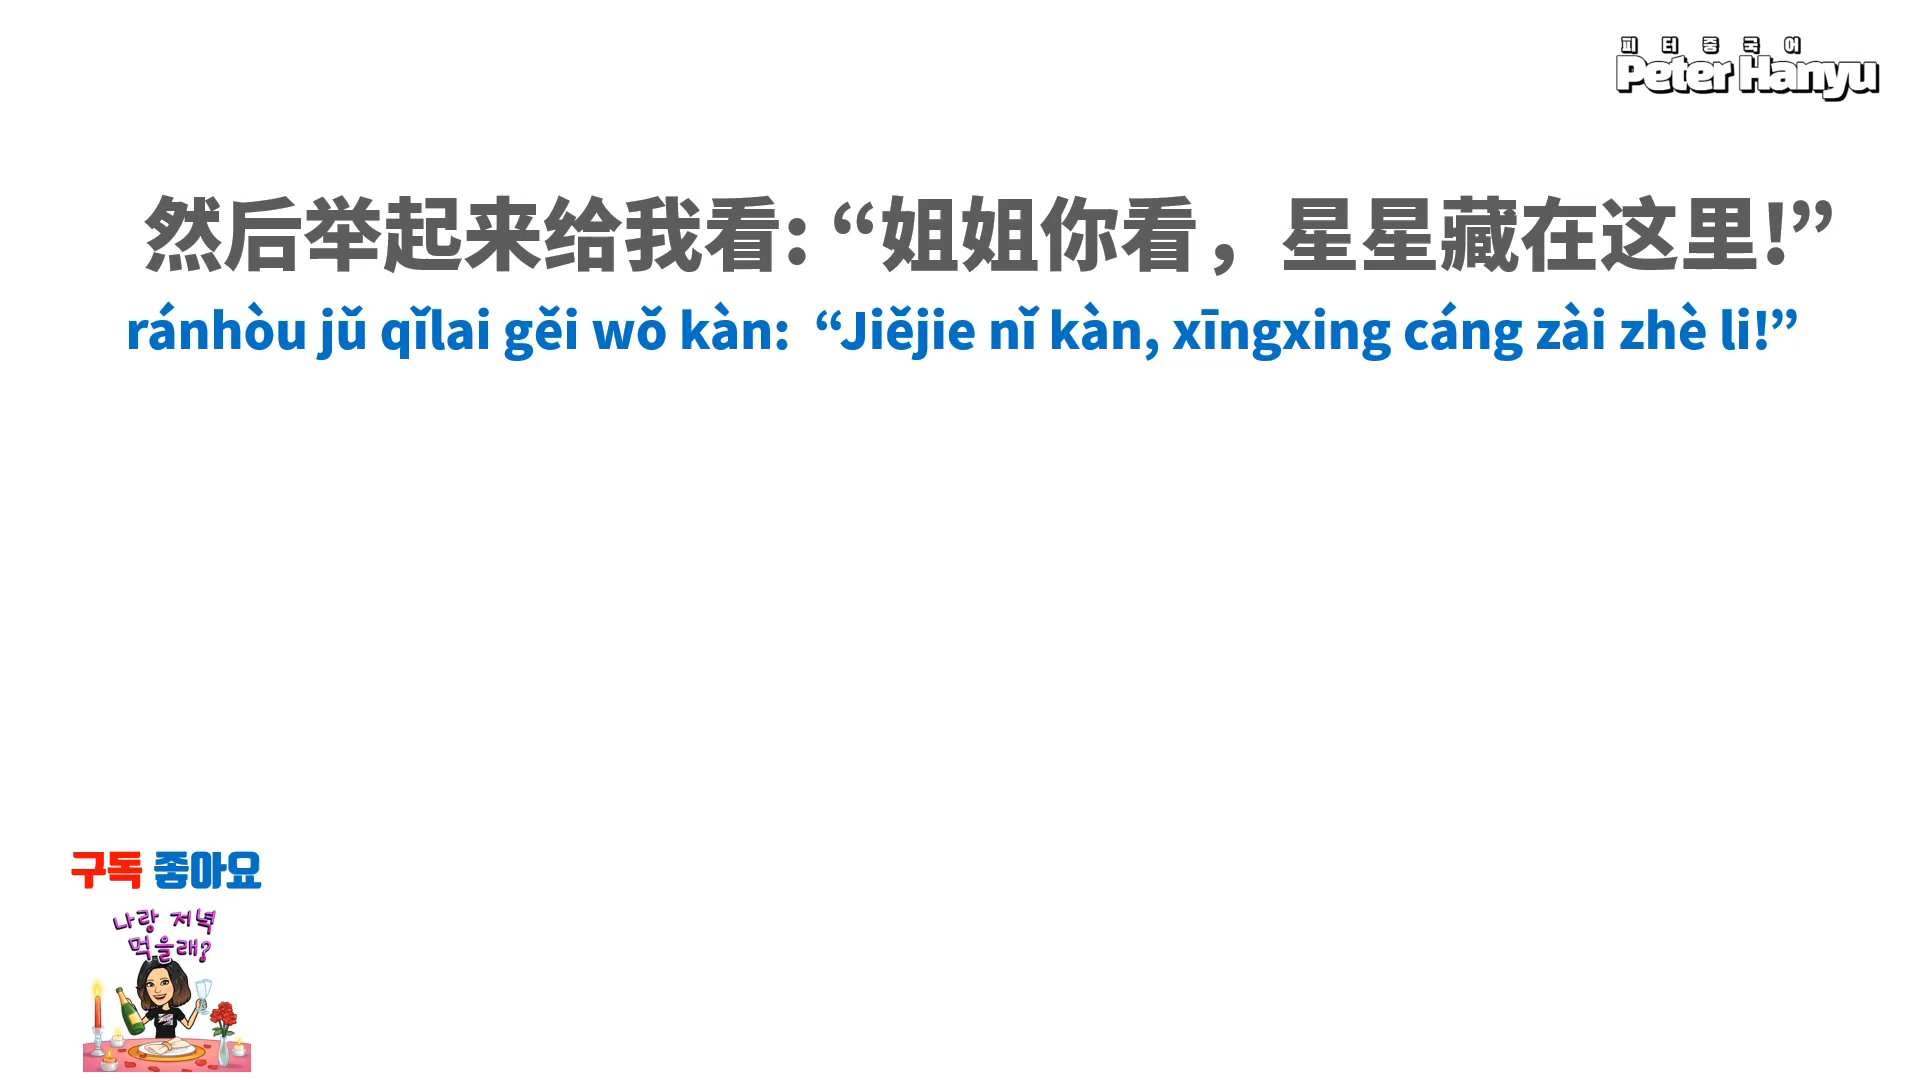 피터중국어
Peter Hanyu
然后举起来给我看: “姐姐你看，星星藏在这里!”
ránhòu jǔ qǐlai gěi wǒ kàn: “Jiějie nǐ kàn, xīngxing cáng zài zhè li!”
구독 좋아요
나랑 저녁
먹을래?